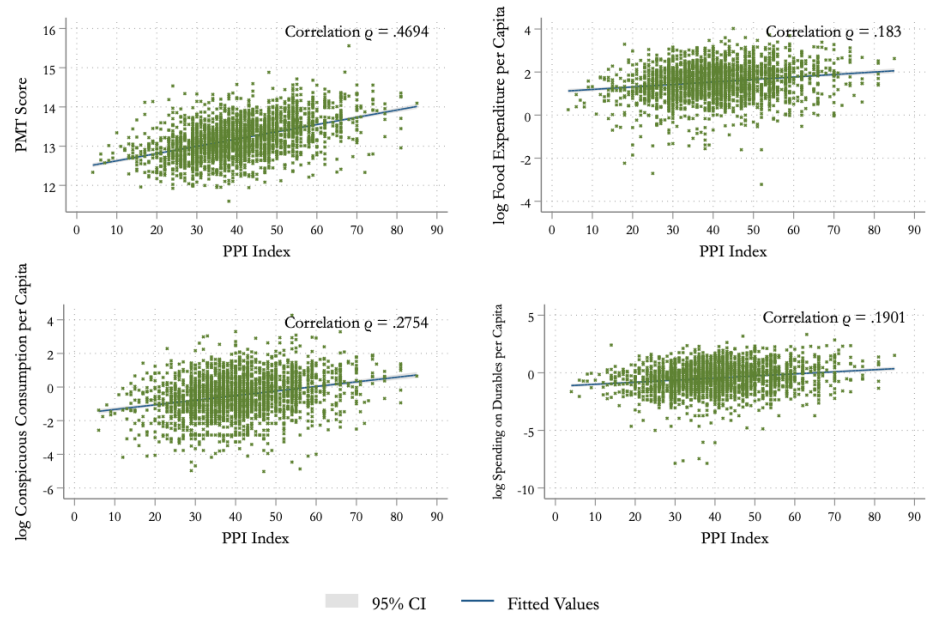 PMT Score
16
15
14
13
12
Correlation ϱ = .4694
0 10 20 30 40 50 60 70 80 90
PPI Index
log Food Expenditure per Capita
4
2
0
-2
-4
Correlation ϱ = .183
0 10 20 30 40 50 60 70 80 90
PPI Index
log Conspicuous Consumption per Capita
4
2
0
-2
-4
-6
Correlation ϱ = .2754
0 10 20 30 40 50 60 70 80 90
PPI Index
log Spending on Durables per Capita
5
0
-5
-10
Correlation ϱ = .1901
0 10 20 30 40 50 60 70 80 90
PPI Index
95% CI Fitted Values